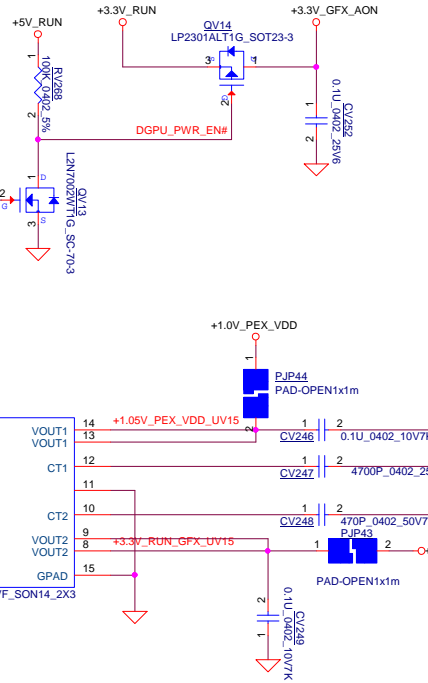 +5V_RUN
+3.3V_RUN
QV14
LP2301ALT1G_SOT23-3
+3.3V_GFX_AON
3
1
2
DGPU_PWR_EN#
1
2
RV268
100K_0402_5%
1
2
CV252
0.1U_0402_25V6
2
G
1
D
S
3
QV13
L2N7002WT1G_SC-70-3
+1.0V_PEX_VDD
1
2
PJP44
PAD-OPEN1x1m
VOUT1
14
+1.05V_PEX_VDD_UV15
VOUT1
13
CV246
1
2
0.1U_0402_10V7K
CT1
12
CV247
1
2
4700P_0402_25
11
CT2
10
CV248
1
2
470P_0402_50V7
VOUT2
9
VOUT2
8
+3.3V_RUN_GFX_UV15
PJP43
1
2
PAD-OPEN1x1m
GPAD
15
F_SON14_2X3
2
1
CV249
0.1U_0402_10V7K